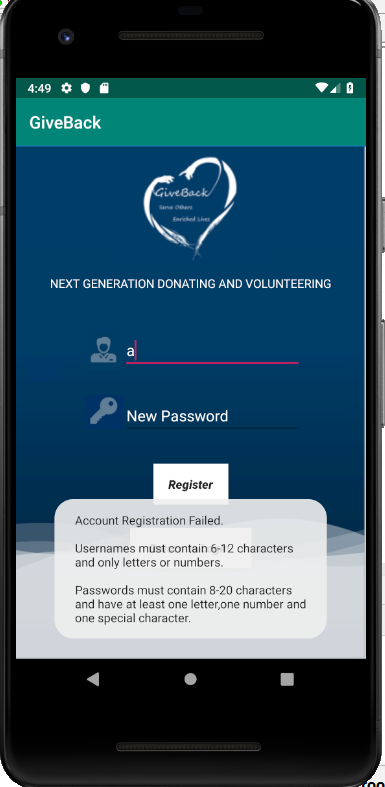 4:49
GiveBack
GiveBack
Serve Others
Enriched Lives
NEXT GENERATION DONATING AND VOLUNTEERING
a
New Password
Register
Account Registration Failed.
Usernames must contain 6-12 characters
and only letters or numbers.
Passwords must contain 8-20 characters
and have at least one letter,one number and
one special character.